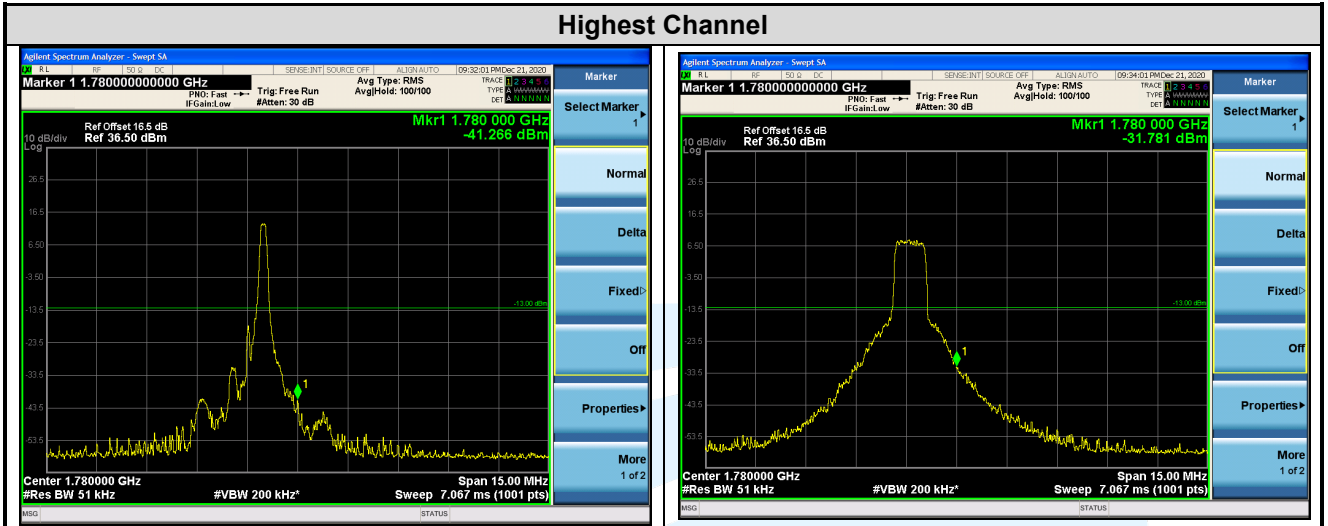 Highest Channel
Agilent Spectrum Analyzer - Swept SA
RL RF 50 Ω DC SENSE:INT SOURCE OFF ALIGN AUTO 09:32:01 PM Dec 21, 2020
Marker 1 1.780000000000 GHz
PNO: Fast
IFGain:Low
Trig: Free Run
#Atten: 30 dB
Avg Type: RMS
Avg|Hold: 100/100
TRACE 1 2 3 4 5 6
TYPE A
DET A N N N N N
Ref Offset 16.5 dB
10 dB/div Ref 36.50 dBm
Log
Mkr1 1.780 000 GHz
-41.266 dBm
26.5
16.5
6.50
-3.50
-13.5
-23.5
-33.5
-43.5
-53.5
-13.00 dBm
1
Center 1.780000 GHz Span 15.00 MHz
#Res BW 51 kHz #VBW 200 kHz* Sweep 7.067 ms (1001 pts)
MSG STATUS
Marker
Select Marker
1
Normal
Delta
Fixed
Off
Properties
More
1 of 2
Agilent Spectrum Analyzer - Swept SA
RL RF 50 Ω DC SENSE:INT SOURCE OFF ALIGN AUTO 09:34:01 PM Dec 21, 2020
Marker 1 1.780000000000 GHz
PNO: Fast
IFGain:Low
Trig: Free Run
#Atten: 30 dB
Avg Type: RMS
Avg|Hold: 100/100
TRACE 1 2 3 4 5 6
TYPE A
DET A N N N N N
Ref Offset 16.5 dB
10 dB/div Ref 36.50 dBm
Log
Mkr1 1.780 000 GHz
-31.781 dBm
26.5
16.5
6.50
-3.50
-13.5
-23.5
-33.5
-43.5
-53.5
-13.00 dBm
1
Center 1.780000 GHz Span 15.00 MHz
#Res BW 51 kHz #VBW 200 kHz* Sweep 7.067 ms (1001 pts)
MSG STATUS
Marker
Select Marker
1
Normal
Delta
Fixed
Off
Properties
More
1 of 2